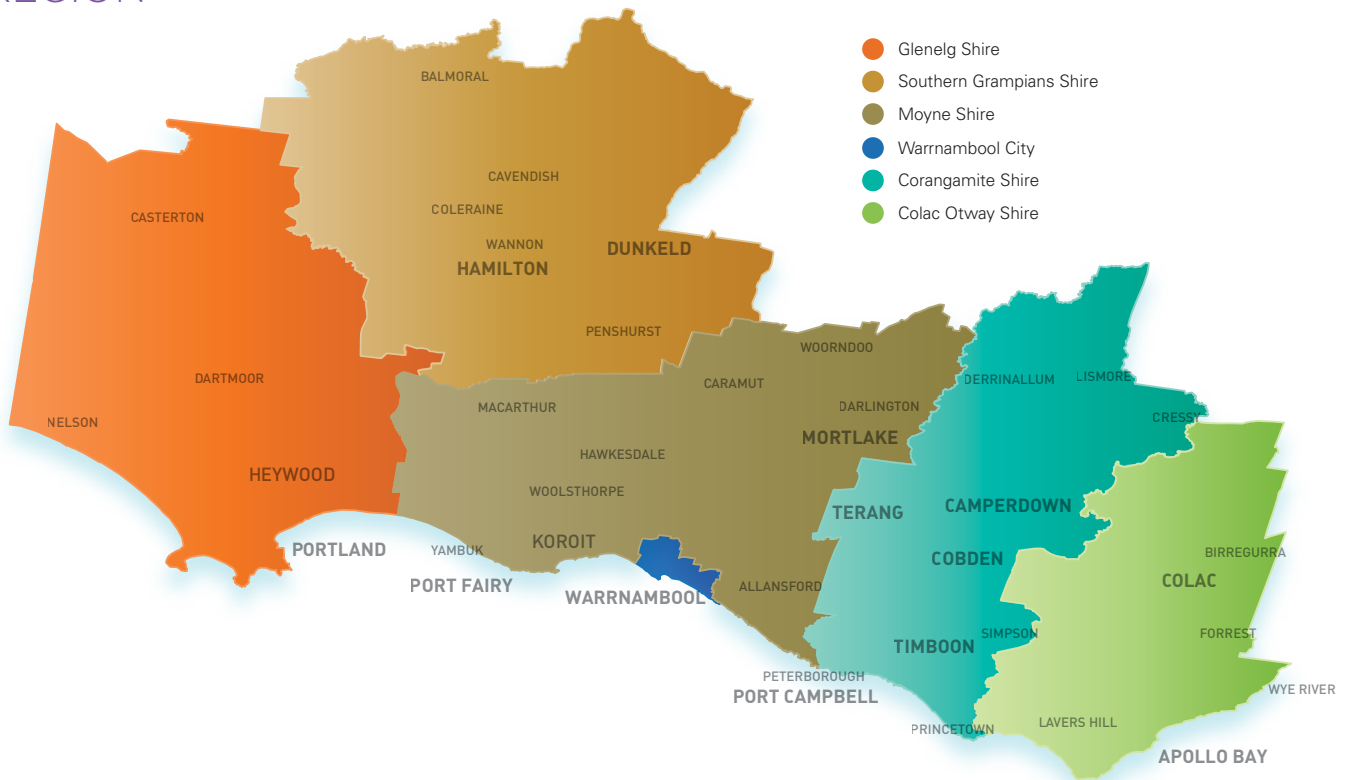 REGION
Glenelg Shire
Southern Grampians Shire
Moyne Shire
Warrnambool City
Corangamite Shire
Colac Otway Shire
BALMORAL
CAVENDISH
COLERAINE
CASTERTON
WANNON
DUNKELD
HAMILTON
PENSHURST
WOORNDOO
DARTMOOR
DERRINALLUM
LISMORE
CARAMUT
MACARTHUR
DARLINGTON
CRESSY
NELSON
MORTLAKE
HAWKESDALE
HEYWOOD
WOOLSTHORPE
CAMPERDOWN
TERANG
KOROIT
PORTLAND
YAMBUK
BIRREGURRA
COBDEN
COLAC
PORT FAIRY
ALLANSFORD
WARRNAMBOOL
SIMPSON
FORREST
TIMBOON
PETERBOROUGH
WYE RIVER
PORT CAMPBELL
LAVERS HILL
PRINCETOWN
APOLLO BAY